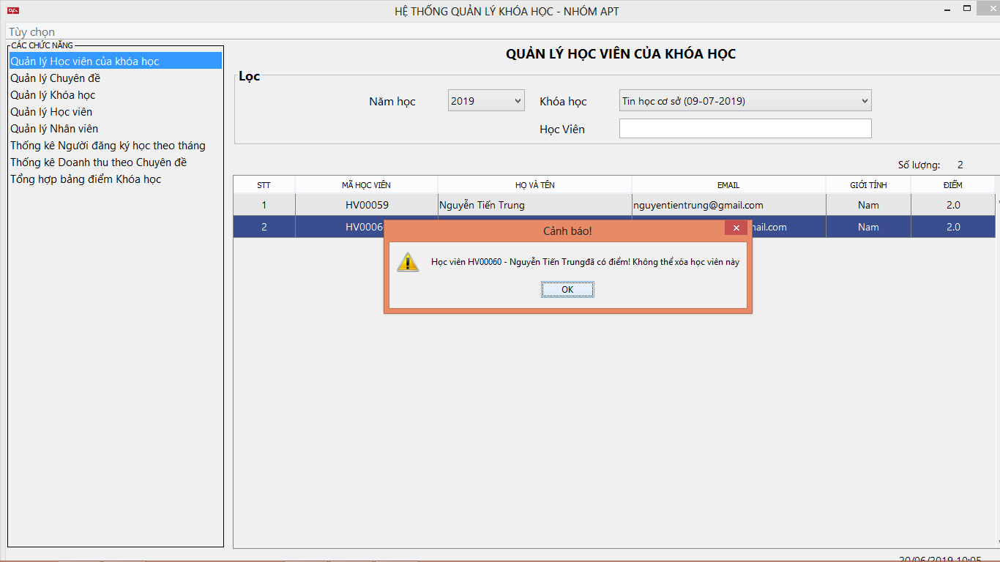 HỆ THỐNG QUẢN LÝ KHÓA HỌC - NHÓM APT
Tùy chọn
CÁC CHỨC NĂNG
Quản lý Học viên của khóa học
Quản lý Chuyên đề
Quản lý Khóa học
Quản lý Học viên
Quản lý Nhân viên
Thống kê Người đăng ký học theo tháng
Thống kê Doanh thu theo Chuyên đề
Tổng hợp bảng điểm Khóa học
QUẢN LÝ HỌC VIÊN CỦA KHÓA HỌC
Lọc
Năm học 2019 Khóa học Tin học cơ sở (09-07-2019)
Học Viên
Số lượng: 2
STT MÃ HỌC VIÊN HỌ VÀ TÊN EMAIL GIỚI TÍNH ĐIỂM
1 HV00059 Nguyễn Tiến Trung nguyentientrung@gmail.com Nam 2.0
2 HV0006 mail.com Nam 2.0
Cảnh báo!
Học viên HV00060 - Nguyễn Tiến Trungđã có điểm! Không thể xóa học viên này
OK
20/06/2019 10:05